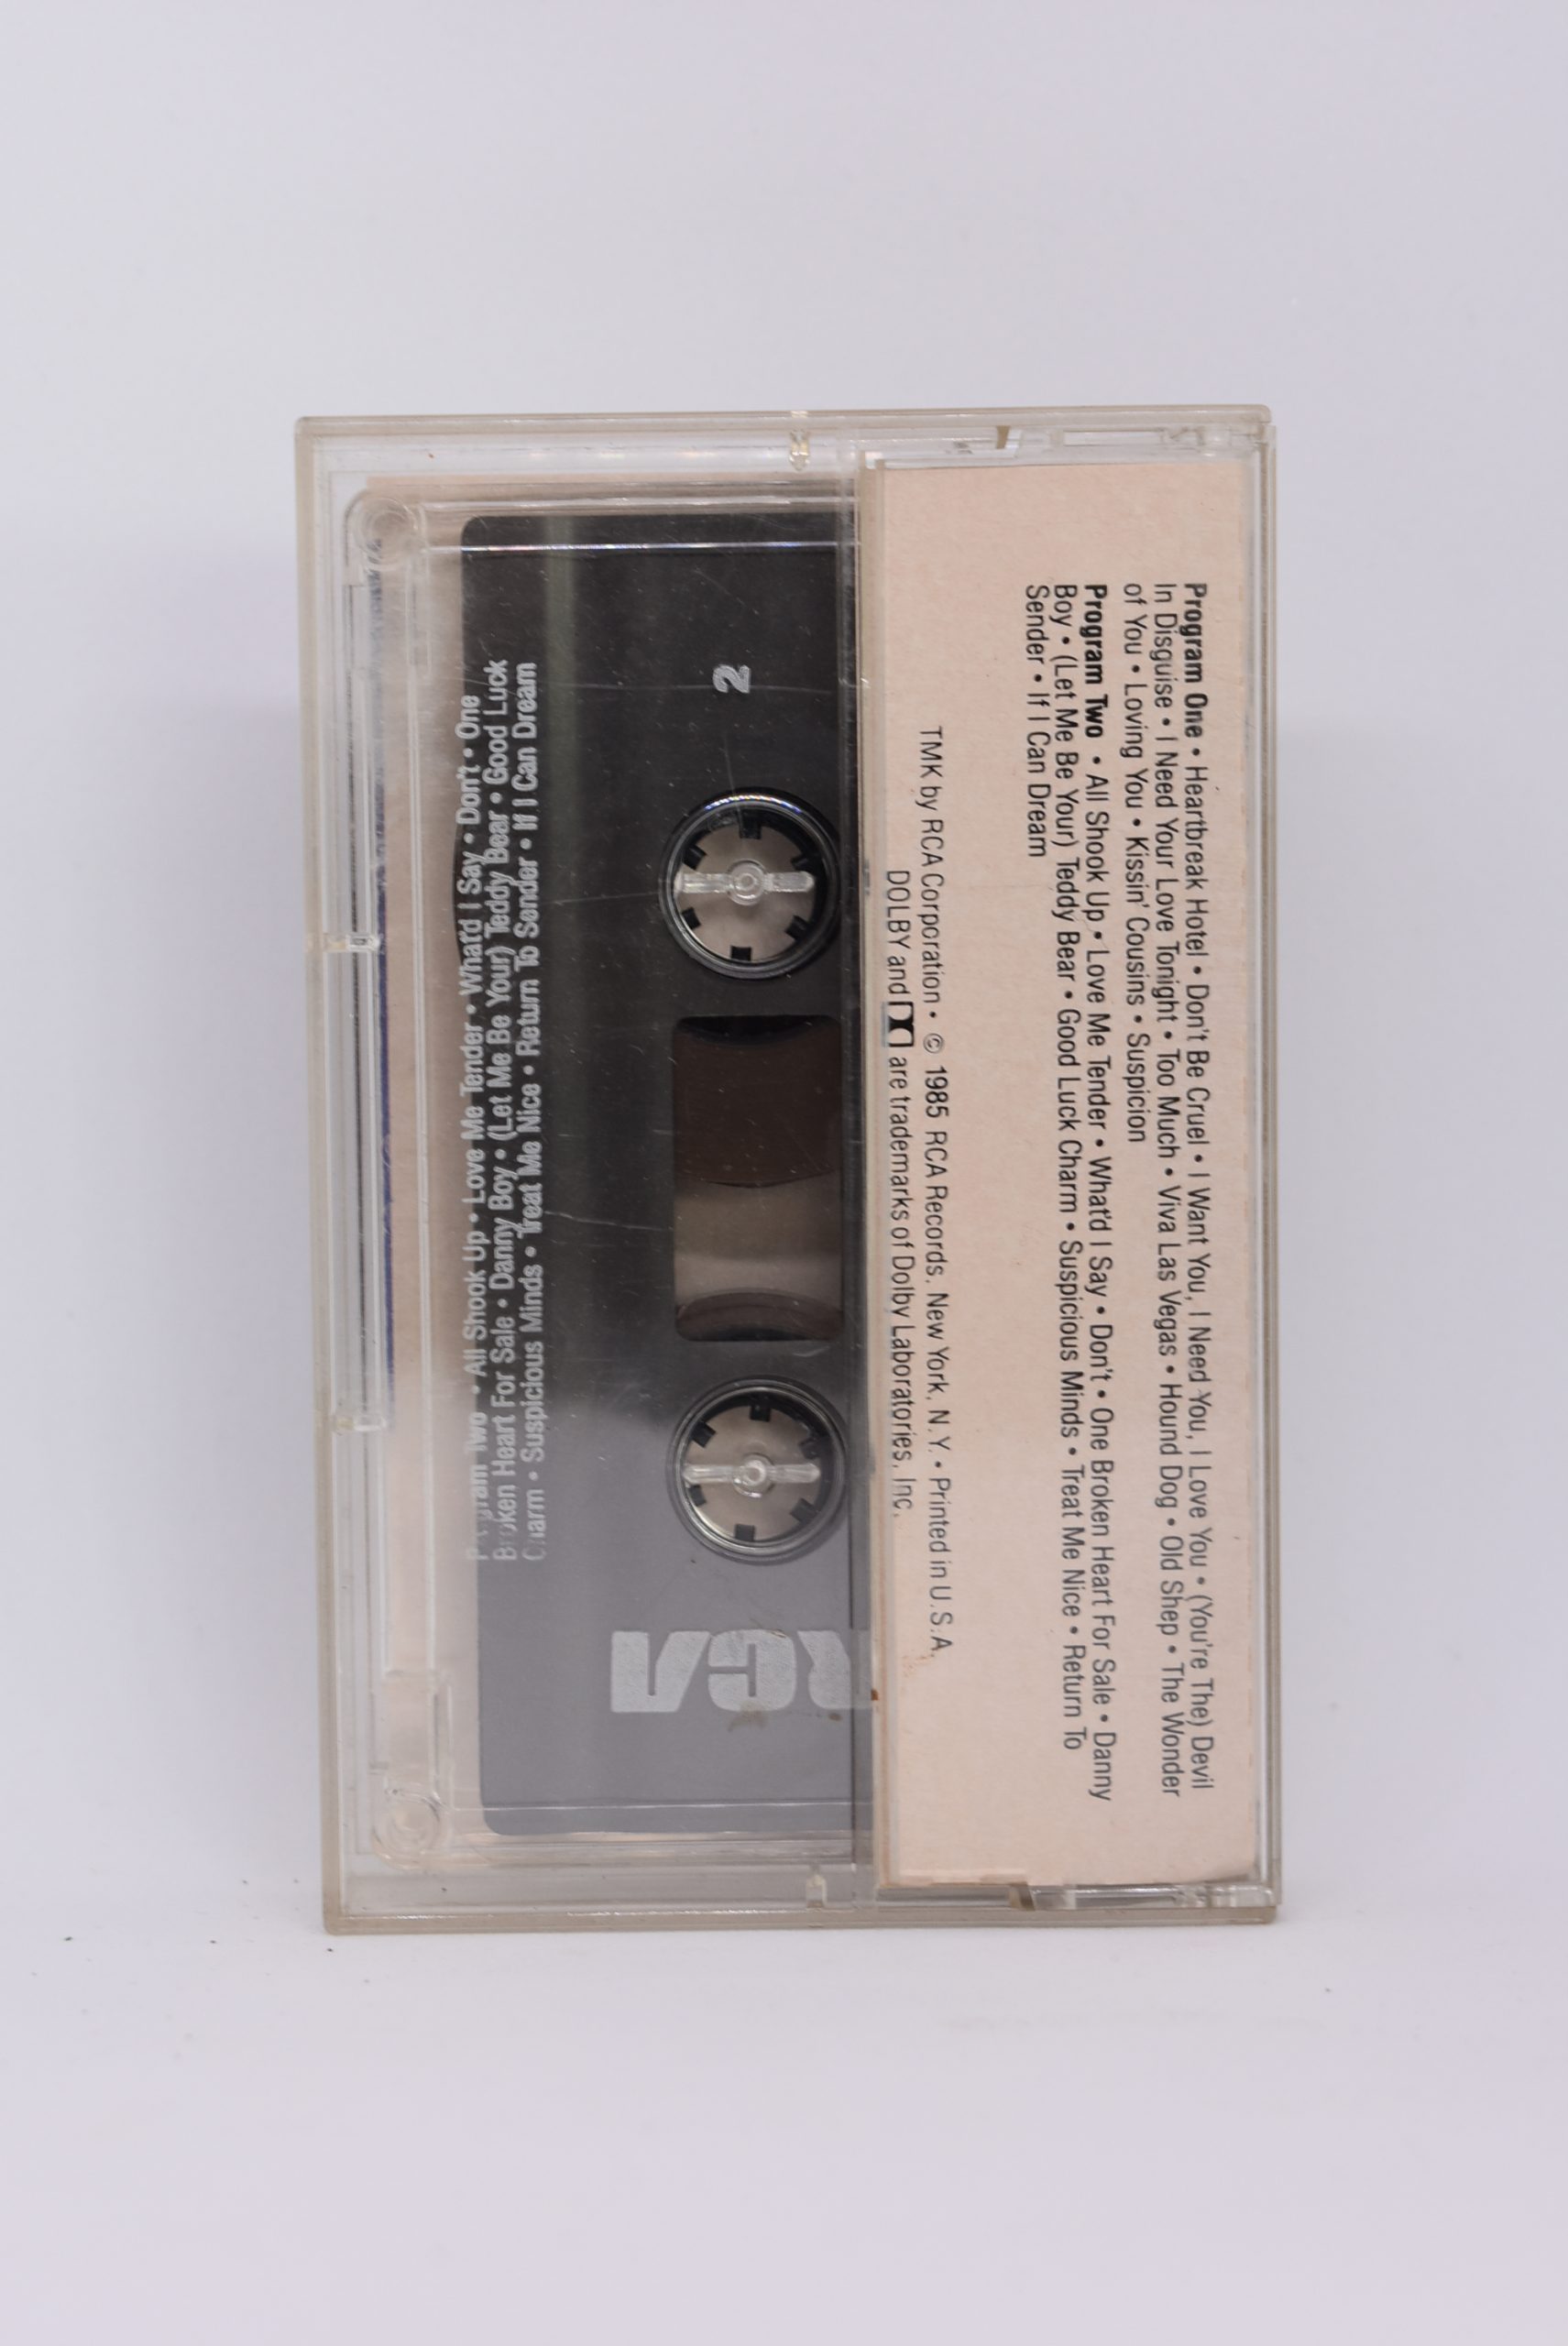 Program One • Heartbreak Hotel • Don't Be Cruel • I Want You, I Need You, I Love You • (You're The) Devil
In Disguise • I Need Your Love Tonight • Too Much • Viva Las Vegas • Hound Dog • Old Shep • The Wonder
of You • Loving You • Kissin' Cousins • Suspicion
Program Two • All Shook Up • Love Me Tender • What'd I Say • Don't • One Broken Heart For Sale • Danny
Boy • (Let Me Be Your) Teddy Bear • Good Luck Charm • Suspicious Minds • Treat Me Nice • Return To
Sender • If I Can Dream
TMK by RCA Corporation • © 1985 RCA Records, New York, N.Y. • Printed in U.S.A.
DOLBY and are trademarks of Dolby Laboratories, Inc.
RCA
2
Program Two • All Shook Up • Love Me Tender • What'd I Say • Don't • One
Broken Heart For Sale • Danny Boy • (Let Me Be Your) Teddy Bear • Good Luck
Charm • Suspicious Minds • Treat Me Nice • Return To Sender • If I Can Dream